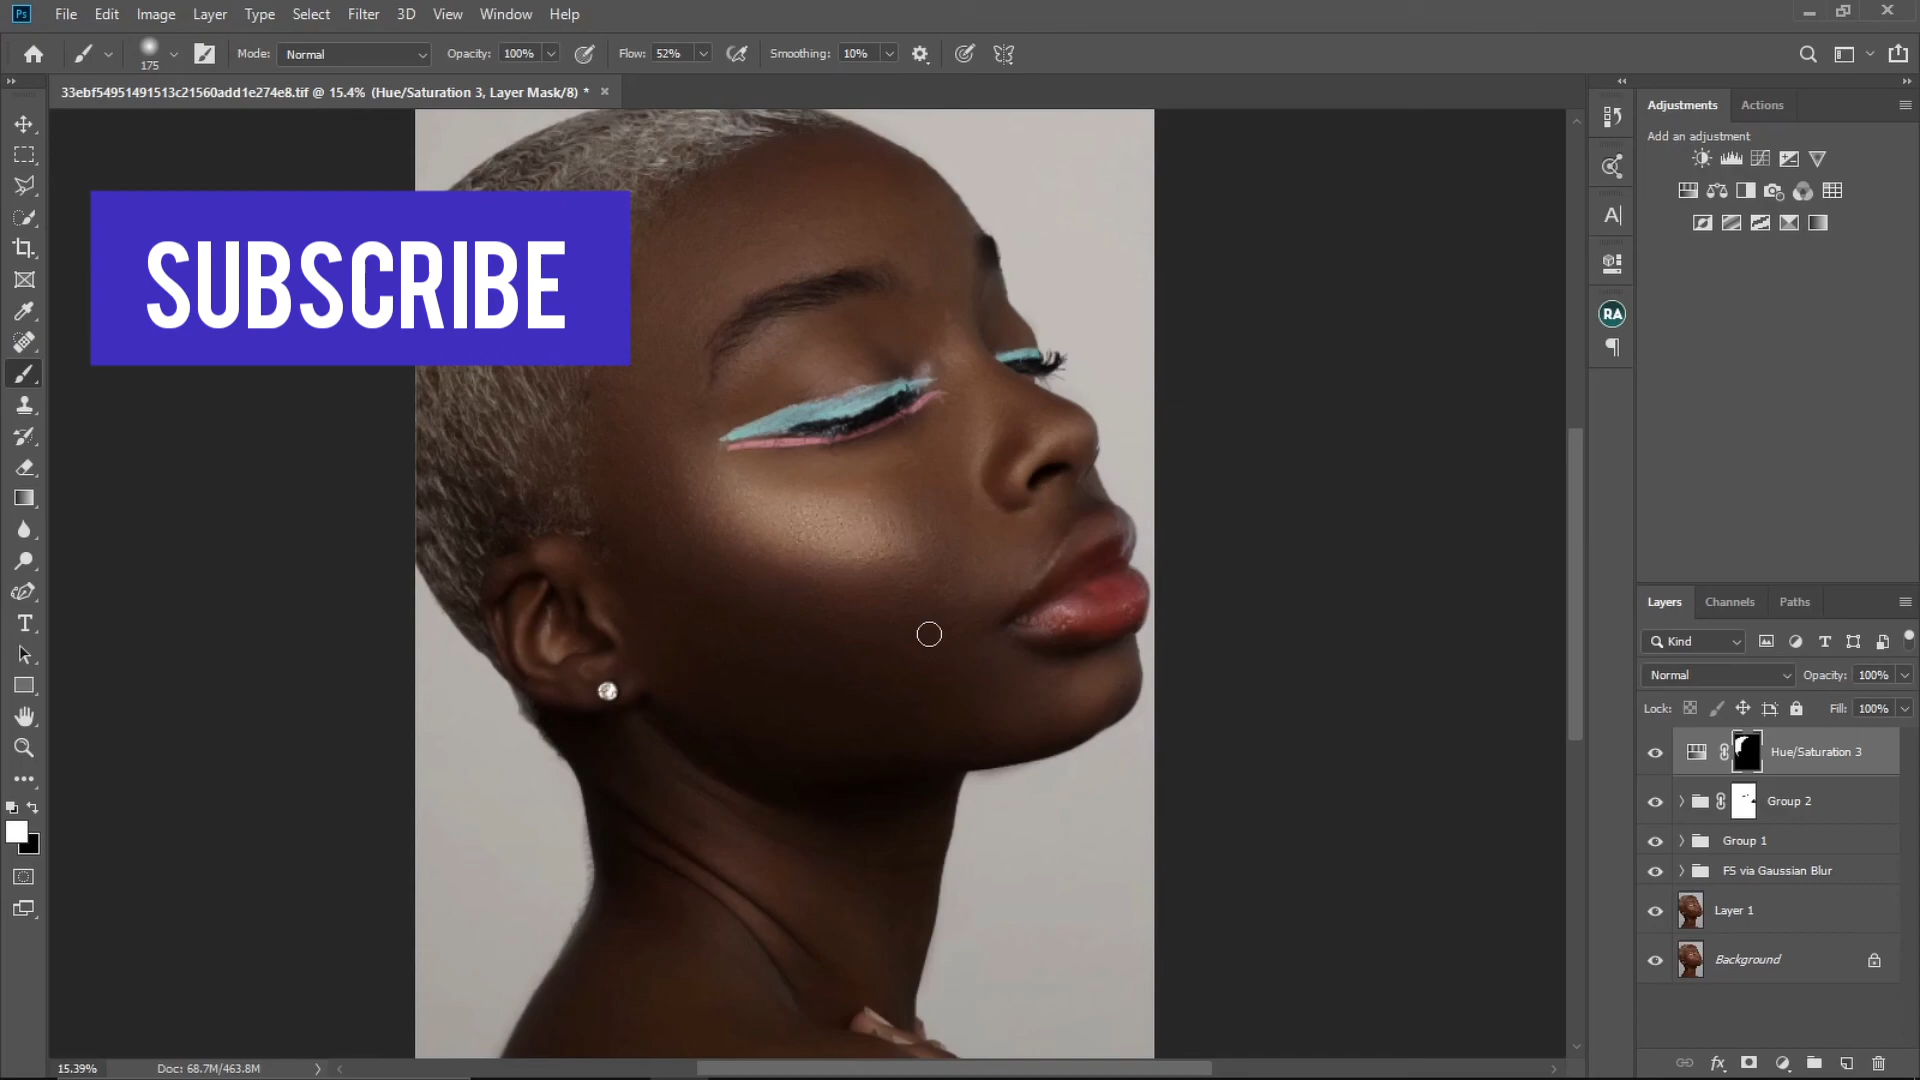 Ps File Edit Image Layer Type Select Filter 3D View Window Help
175 Mode: Normal Opacity: 100% Flow: 52% Smoothing: 10%
33ebf54951491513c21560add1e274e8.tif @ 15.4% (Hue/Saturation 3, Layer Mask/8) *
Adjustments Actions
Add an adjustment
SUBSCRIBE
A
RA
Layers Channels Paths
Kind
Normal Opacity: 100%
Lock: Fill: 100%
Hue/Saturation 3
Group 2
Group 1
FS via Gaussian Blur
Layer 1
Background
15.39% Doc: 68.7M/463.8M
fx